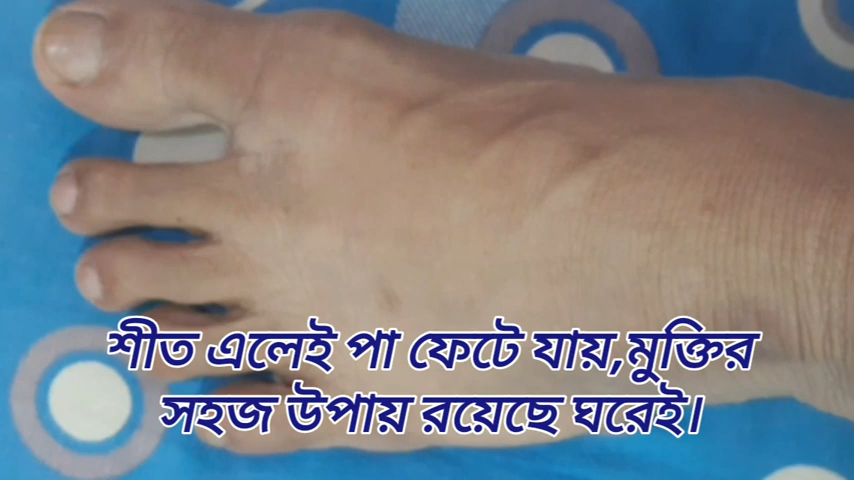 শীত এলেই পা ফেটে যায়,মুক্তির
সহজ উপায় রয়েছে ঘরেই।